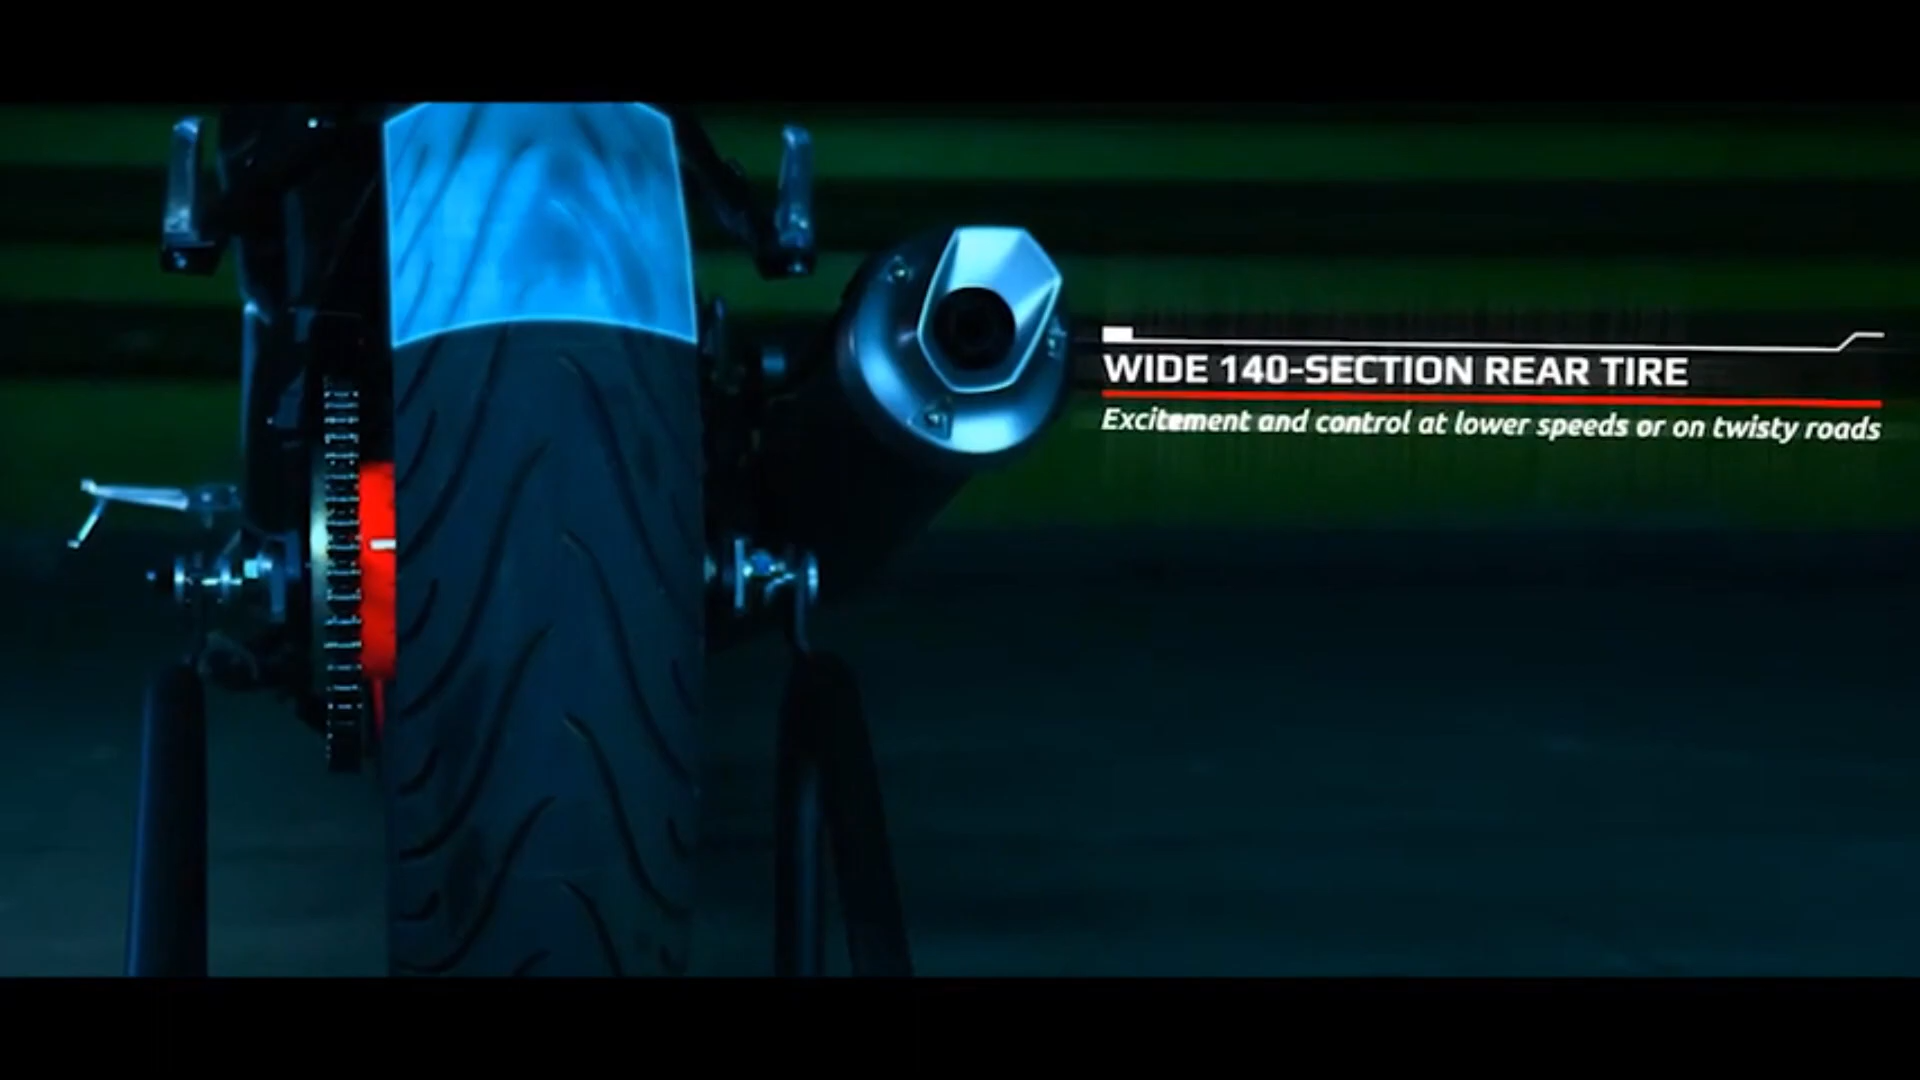 WIDE 140-SECTION REAR TIRE
Excitement and control at lower speeds or on twisty roads